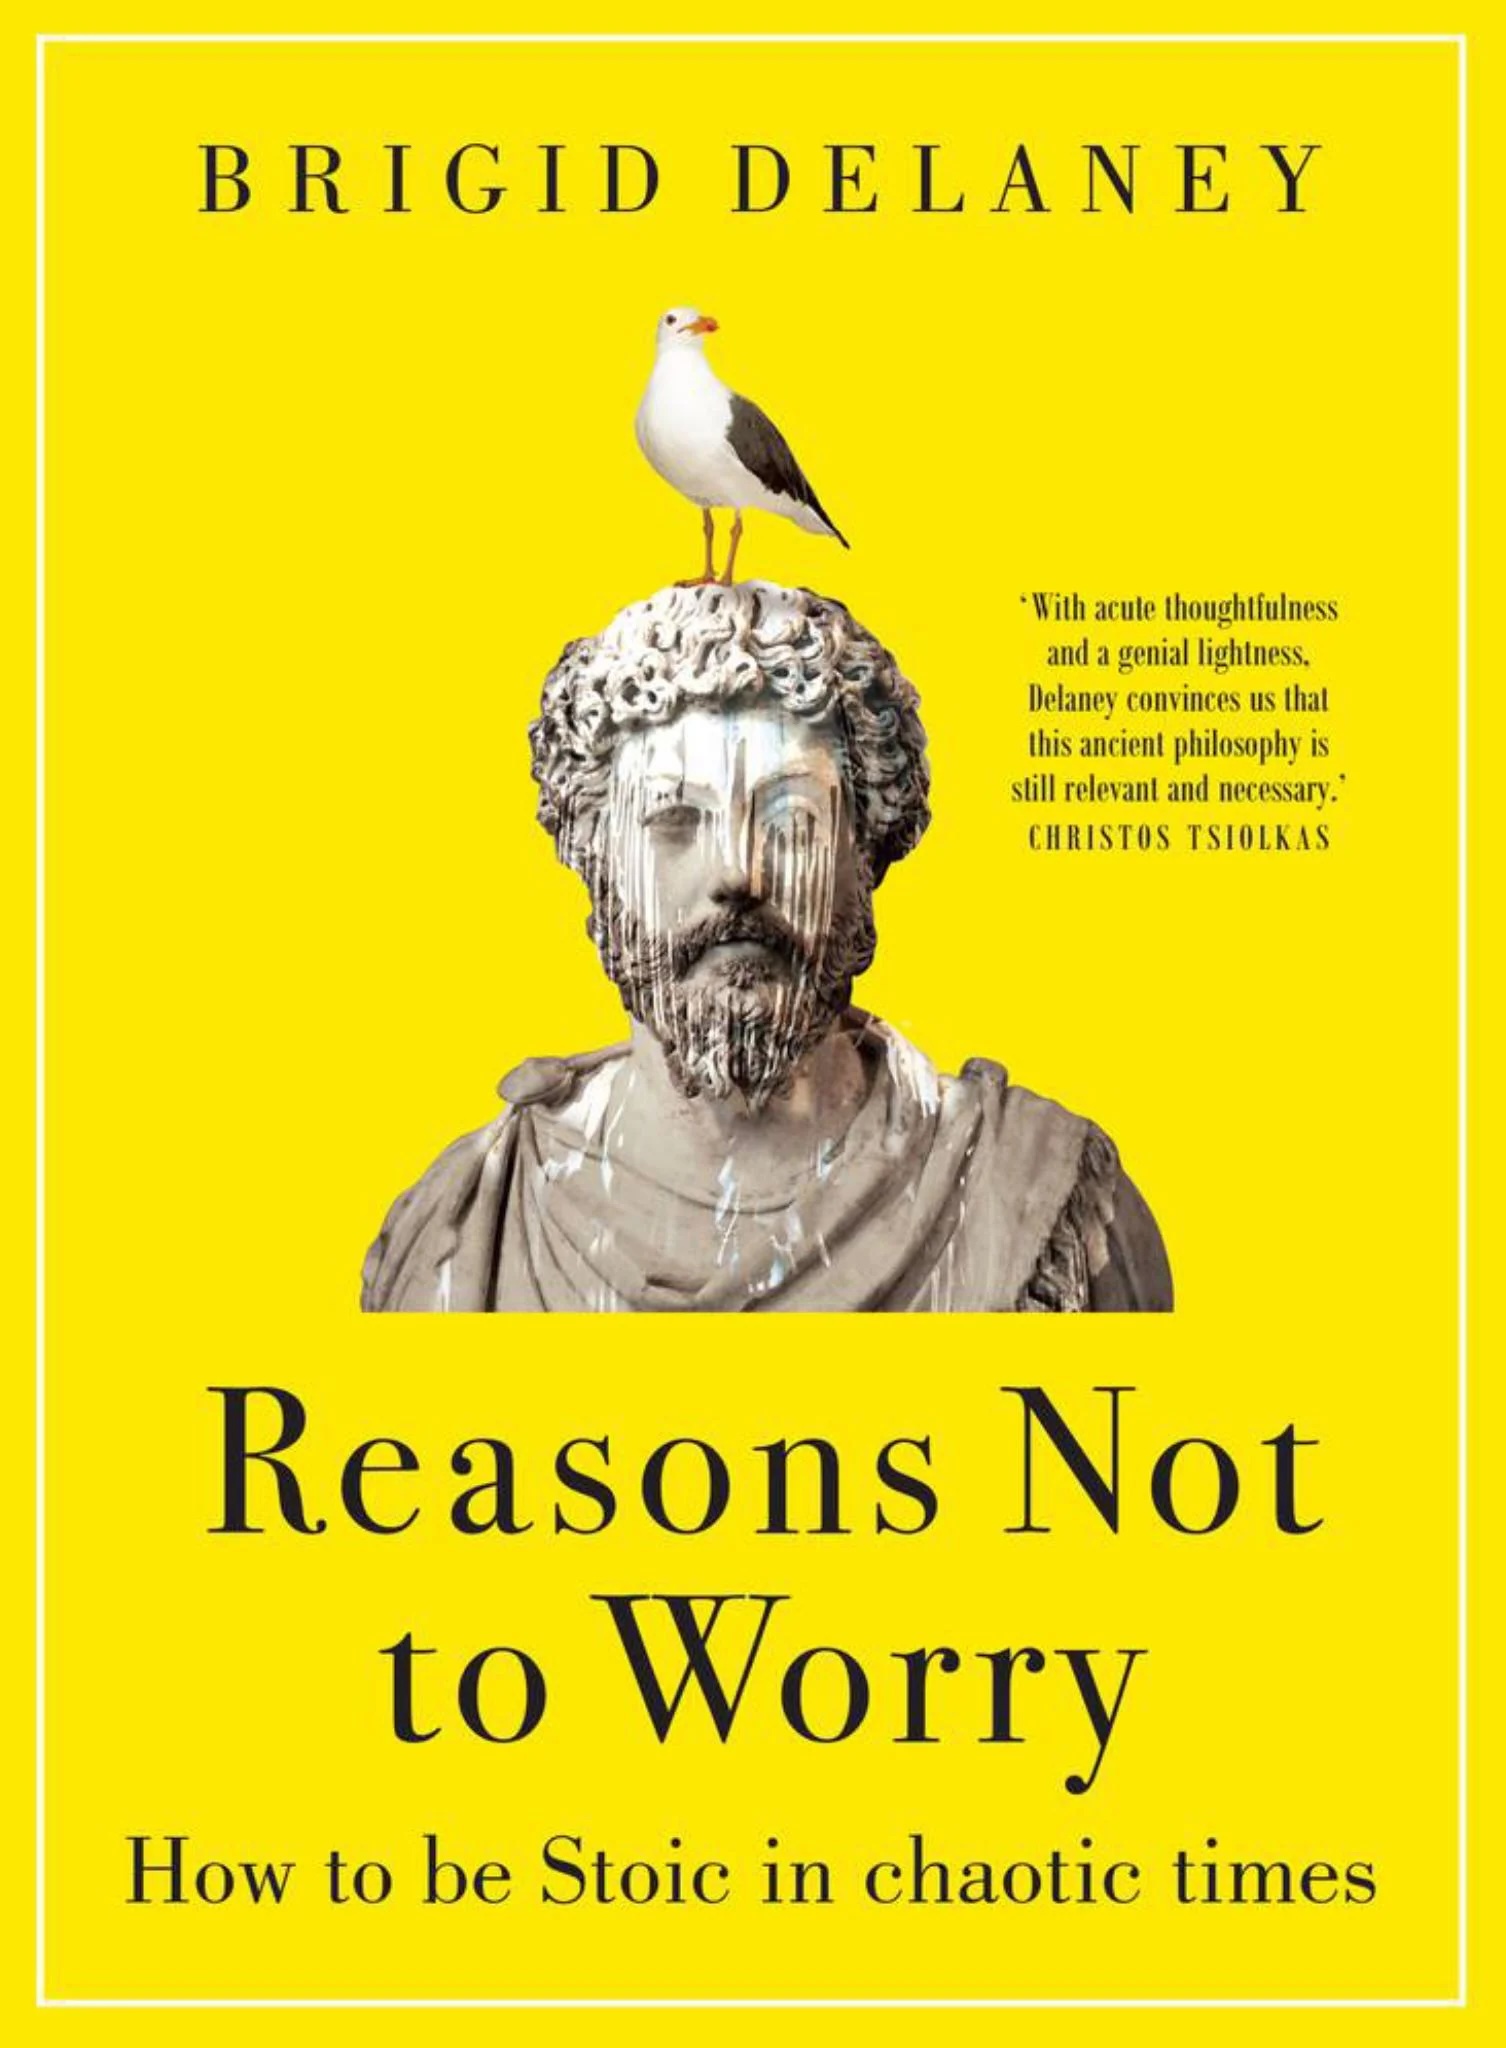 BRIGID DELANEY
‘With acute thoughtfulness
and a genial lightness,
Delaney convinces us that
this ancient philosophy is
still relevant and necessary.’
CHRISTOS TSIOLKAS
Reasons Not
to Worry
How to be Stoic in chaotic times